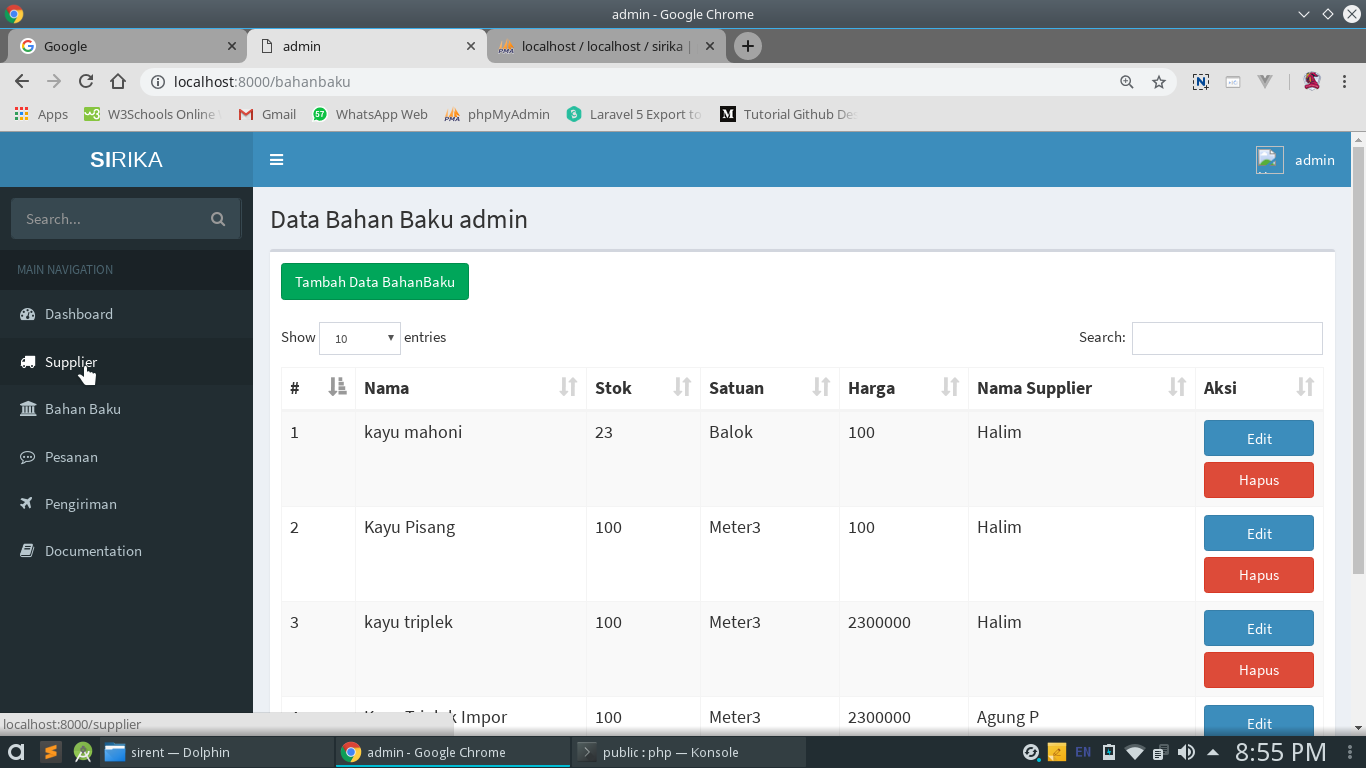 admin - Google Chrome
Google
admin
localhost / localhost / sirika |
localhost:8000/bahanbaku
Apps
W3Schools Online
Gmail
57
WhatsApp Web
phpMyAdmin
Laravel 5 Export to
M
Tutorial Github Des
SIRIKA
admin
Search...
MAIN NAVIGATION
Dashboard
Supplier
Bahan Baku
Pesanan
Pengiriman
Documentation
Data Bahan Baku admin
Tambah Data BahanBaku
Show 10 entries
Search:
# Nama Stok Satuan Harga Nama Supplier Aksi
1 kayu mahoni 23 Balok 100 Halim Edit
Hapus
2 Kayu Pisang 100 Meter3 100 Halim Edit
Hapus
3 kayu triplek 100 Meter3 2300000 Halim Edit
Hapus
Impor 100 Meter3 2300000 Agung P Edit
localhost:8000/supplier
sirent — Dolphin
admin - Google Chrome
public : php — Konsole
EN
8:55 PM